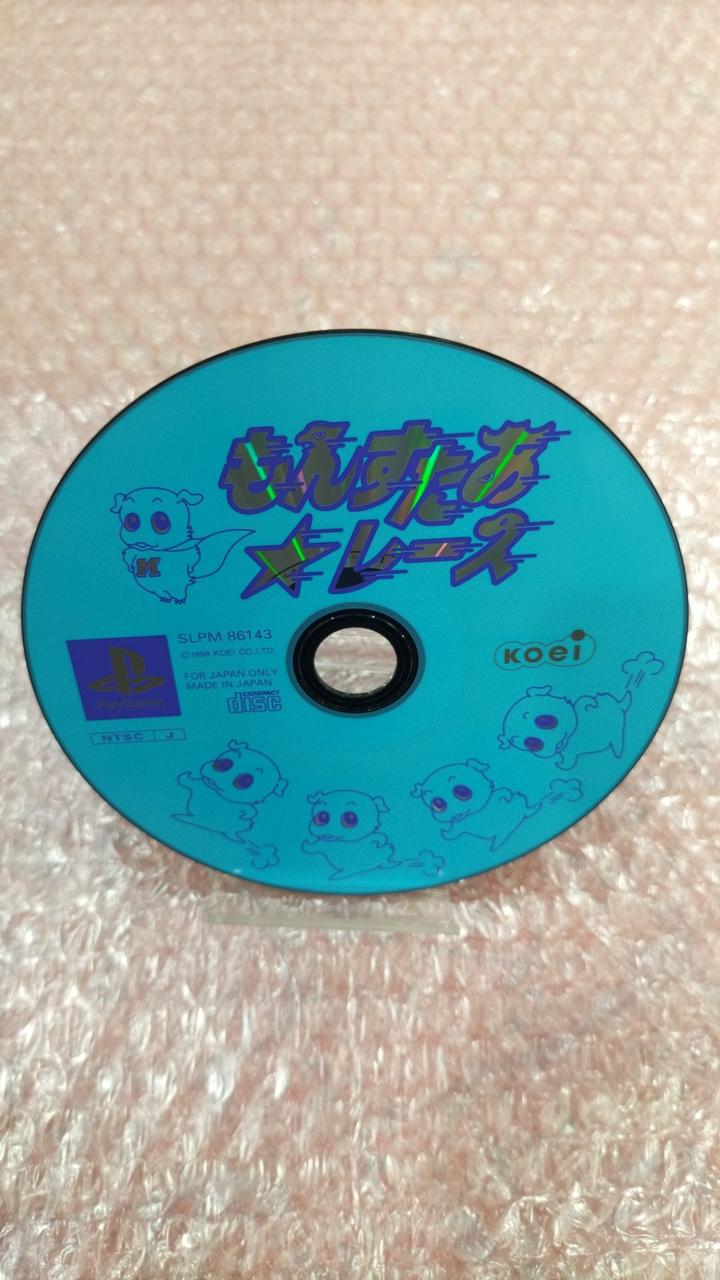 もんすたあ
☆レース
M
SLPM 86143
©1998 KOEI CO.,LTD.
FOR JAPAN ONLY
MADE IN JAPAN
COMPACT
disc
PlayStation
NTSC J
KOEI